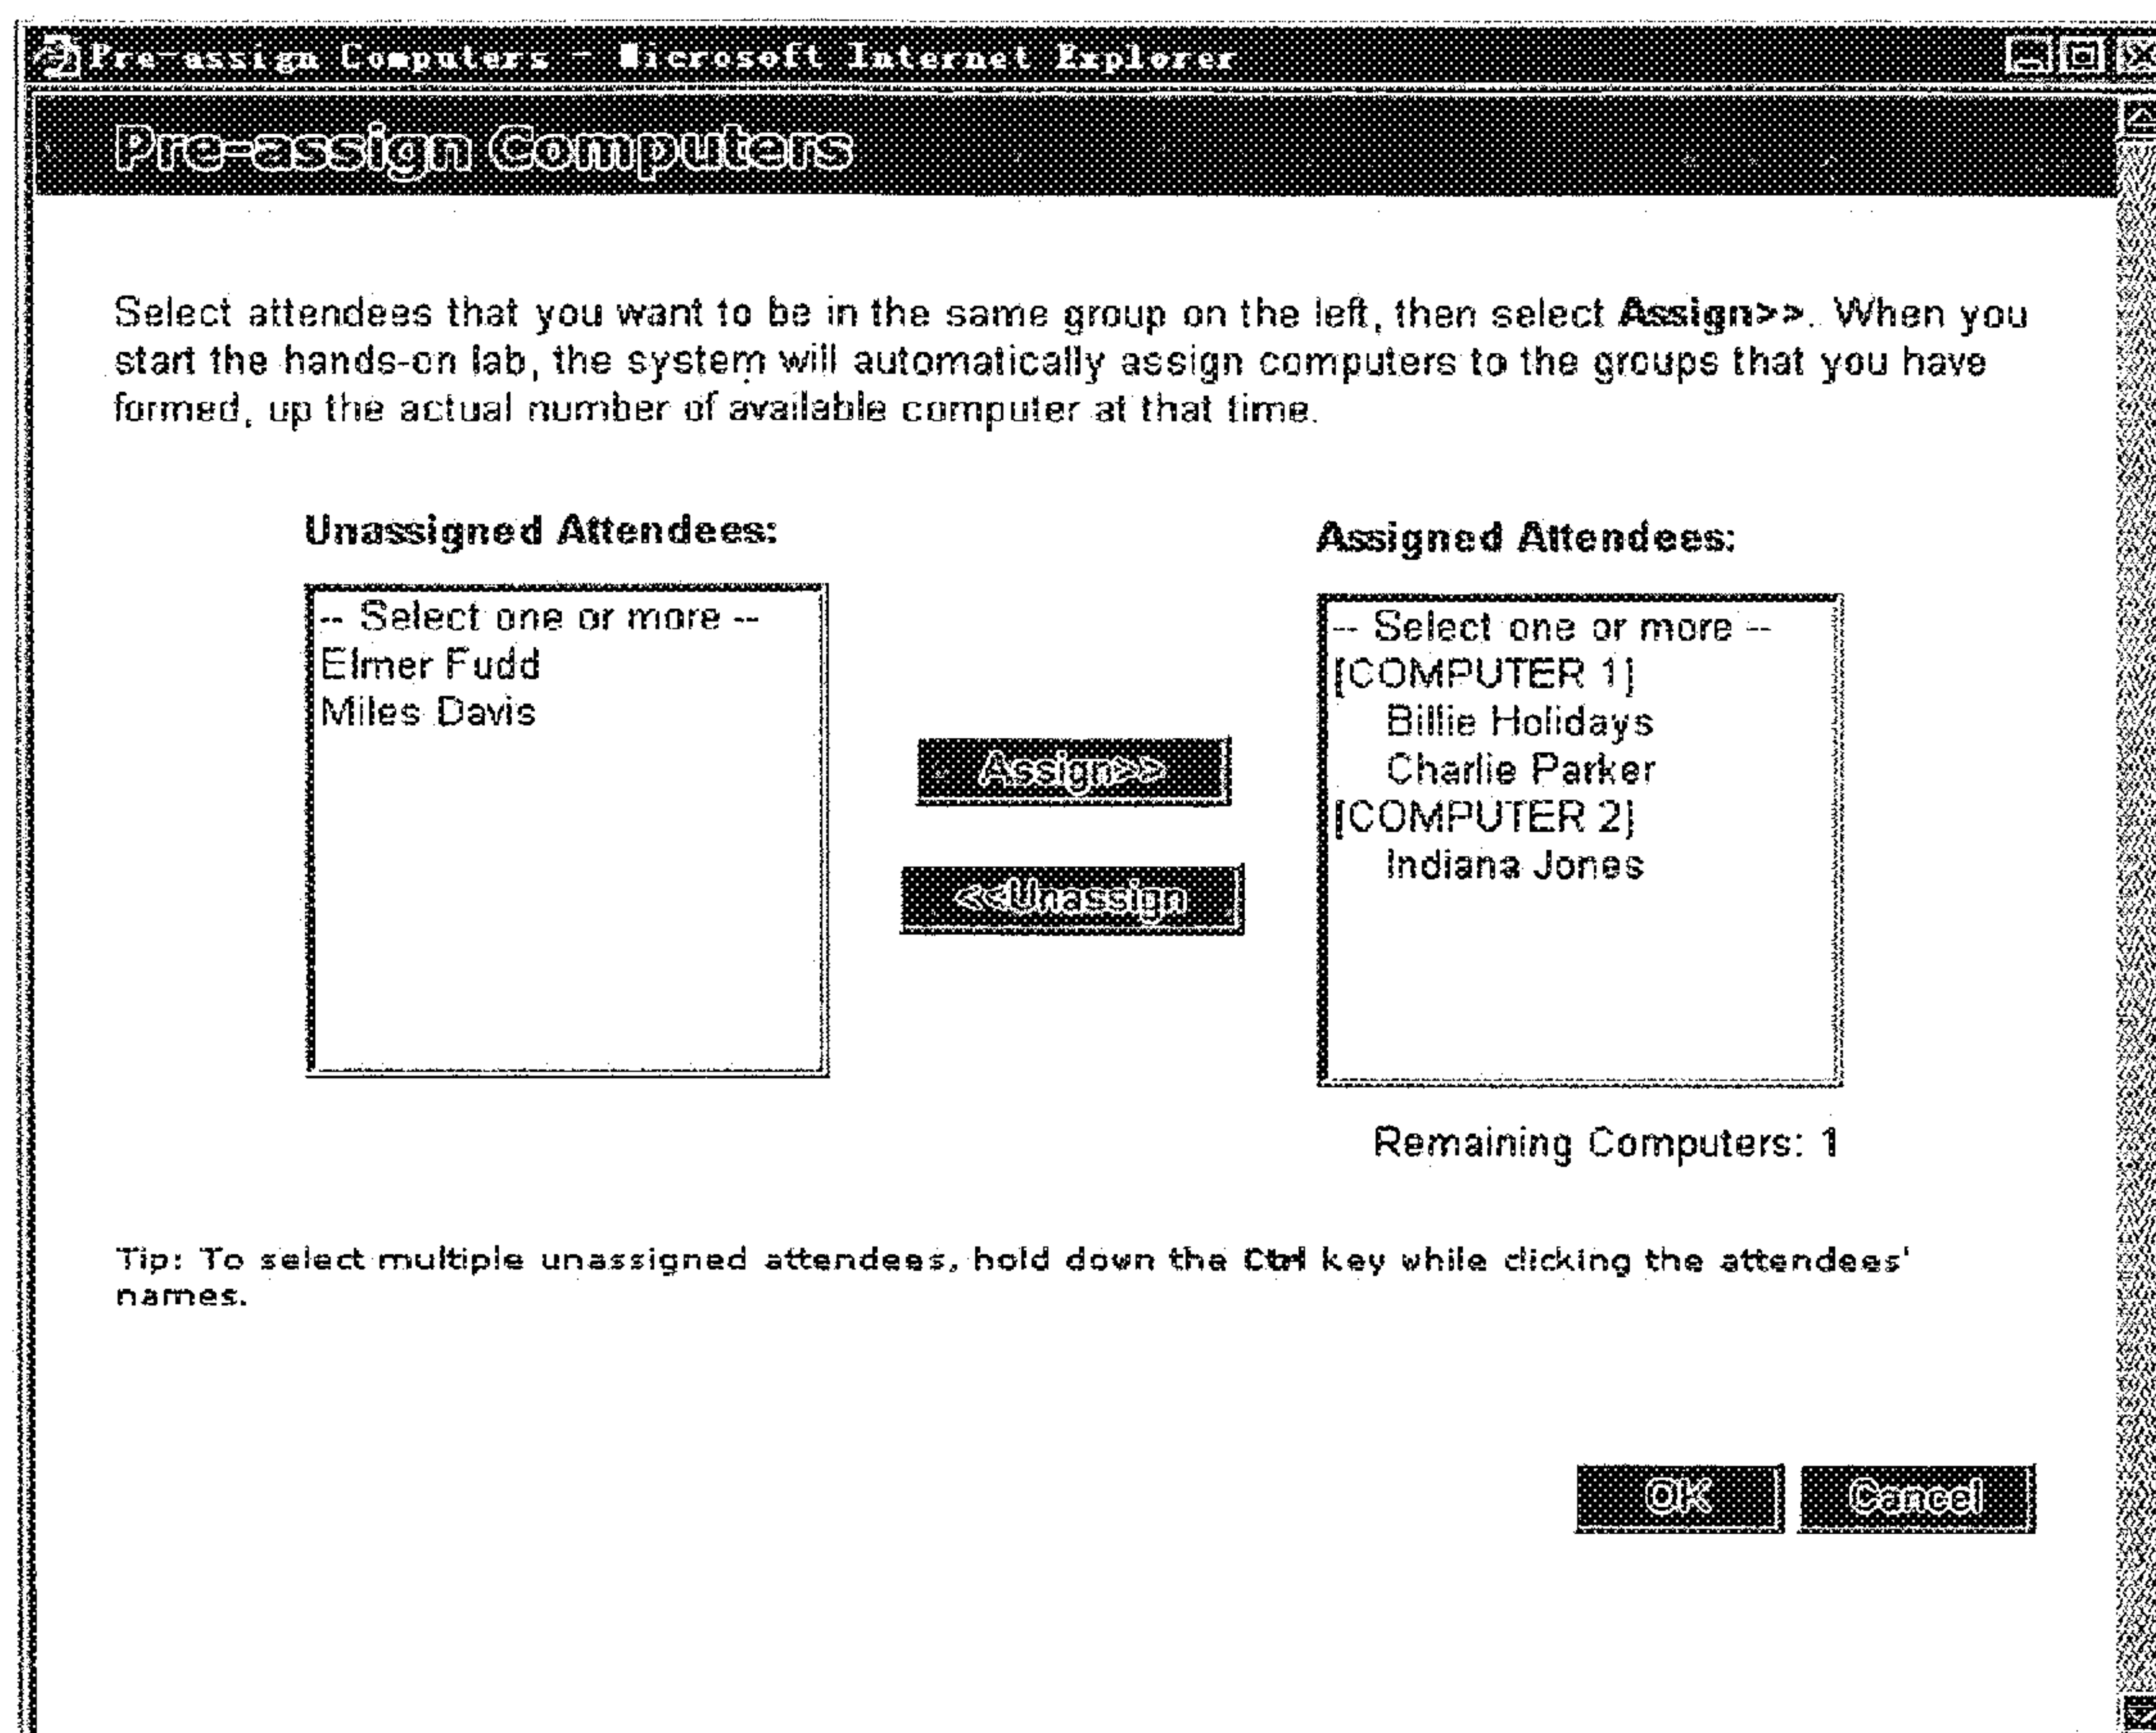 Pre-assign Computers - Microsoft Internet Explorer
Pre-assign Computers
Select attendees that you want to be in the same group on the left, then select Assign>>. When you
start the hands-on lab, the system will automatically assign computers to the groups that you have
formed, up the actual number of available computer at that time.
Unassigned Attendees:
-- Select one or more --
Elmer Fudd
Miles Davis
Assign>>
<<Unassign
Assigned Attendees:
-- Select one or more --
[COMPUTER 1]
Billie Holidays
Charlie Parker
[COMPUTER 2]
Indiana Jones
Remaining Computers: 1
Tip: To select multiple unassigned attendees, hold down the Ctrl key while clicking the attendees'
names.
OK
Cancel